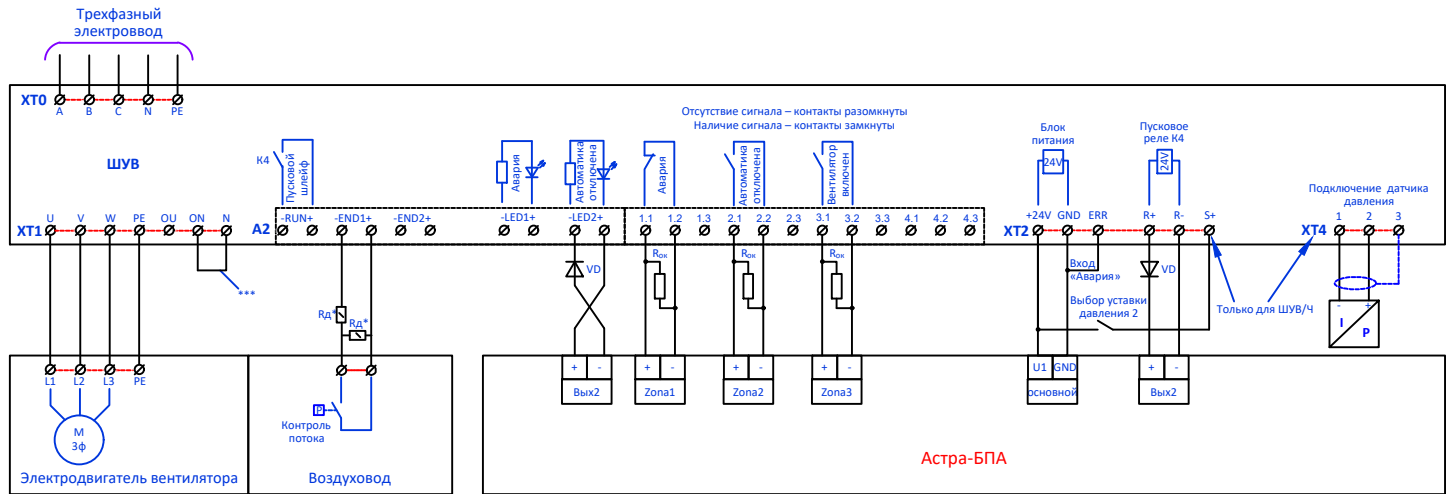 Трехфазный
электроввод
XT0
A B C N PE
Отсутствие сигнала – контакты разомкнуты
Наличие сигнала – контакты замкнуты
ШУВ
К4
Пусковой
шлейф
Авария
Автоматика
отключена
Авария
Автоматика
отключена
Вентилятор
включен
Блок
питания
24V
Пусковое
реле К4
24V
Подключение датчика
давления
XT1
U V W PE OU ON N
A2
-RUN+ -END1+ -END2+ -LED1+ -LED2+
1.1 1.2 1.3 2.1 2.2 2.3 3.1 3.2 3.3 4.1 4.2 4.3
XT2
+24V GND ERR R+ R- S+
XT4
1 2 3
***
VD
Rок
Rок
Rок
Вход
«Авария»
VD
Выбор уставки
давления 2
Только для ШУВ/Ч
Rд*
Rд*
- +
I P
L1 L2 L3 PE
М
3ф
Электродвигатель вентилятора
P
Контроль
потока
Воздуховод
+ -
Вых2
+ -
Zona1
+ -
Zona2
+ -
Zona3
U1 GND
основной
+ -
Вых2
Астра-БПА